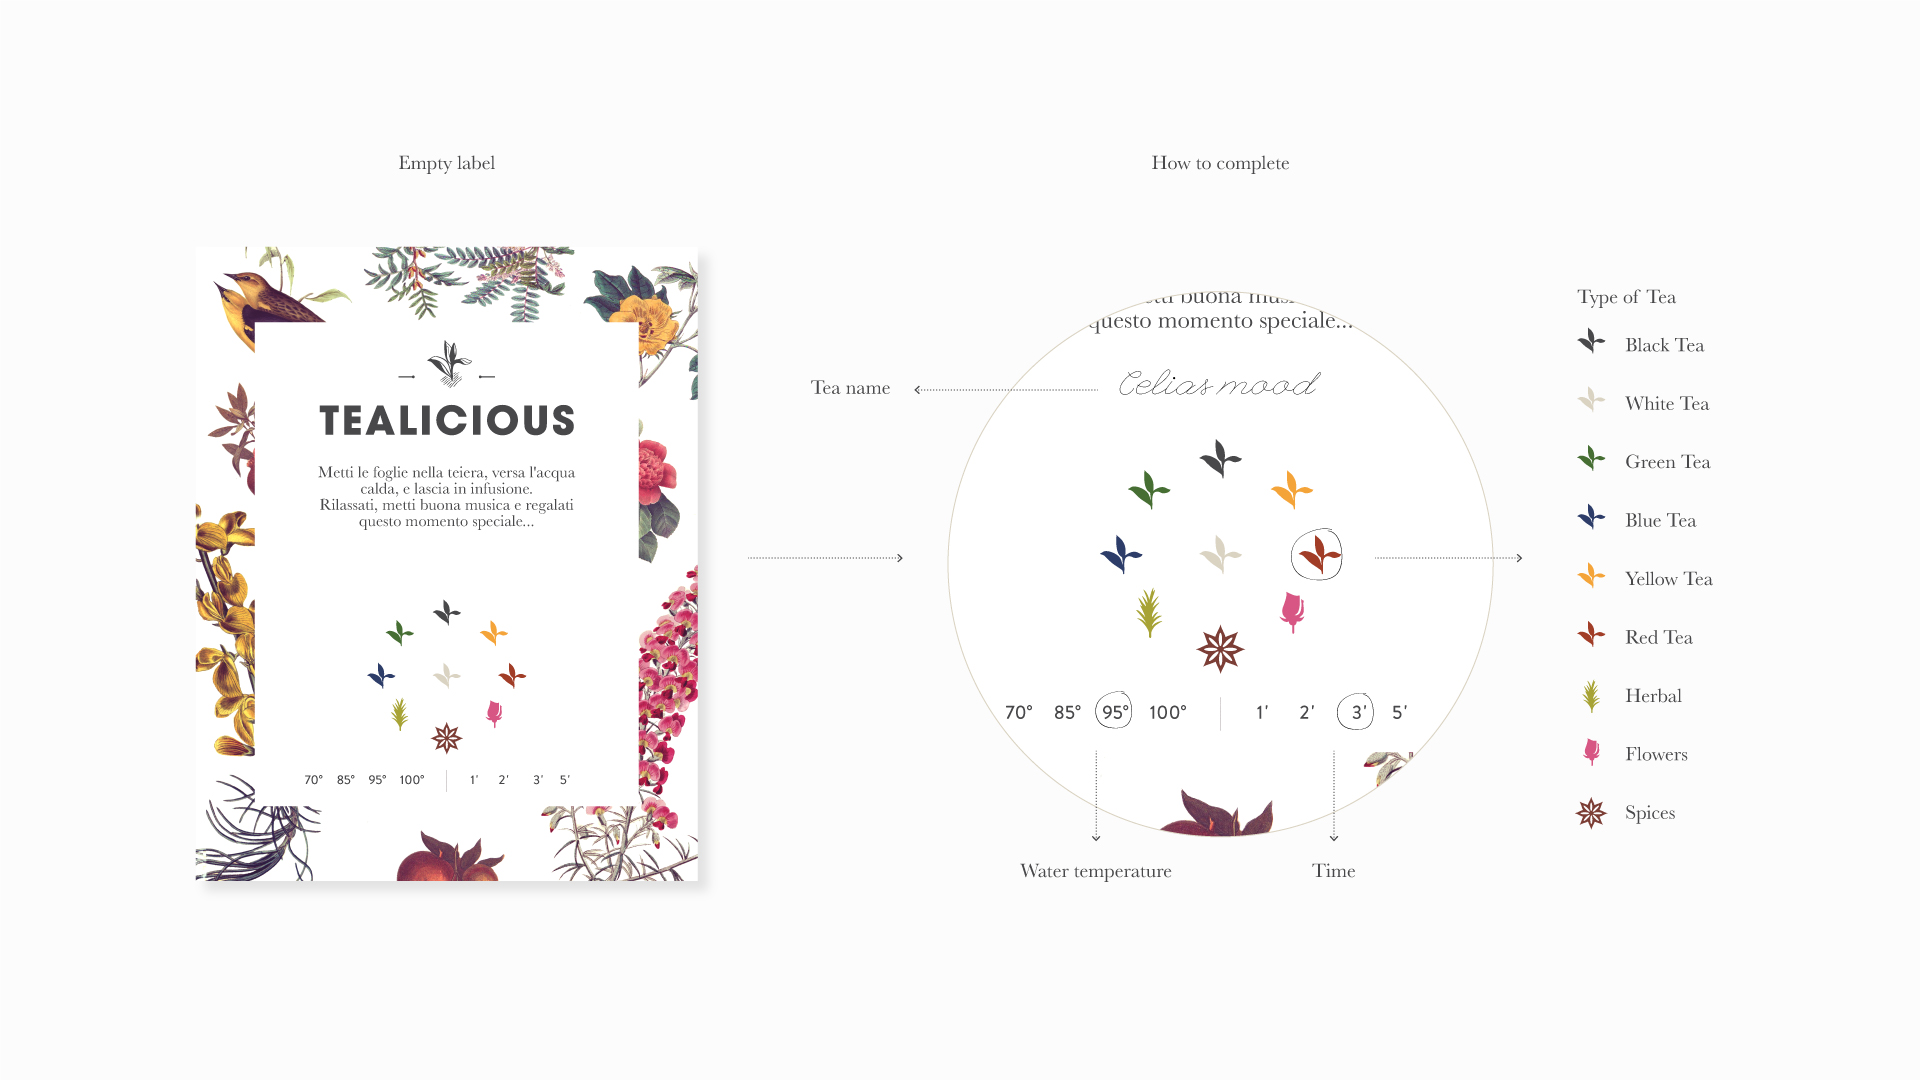 Empty label
TEALICIOUS
Metti le foglie nella teiera, versa l'acqua
calda, e lascia in infusione.
Rilassati, metti buona musica e regalati
questo momento speciale...
70° 85° 95° 100° 1' 2' 3' 5'
How to complete
buona
questo momento speciale...
Tea name
Celias mood
70° 85° 95° 100° 1' 2' 3' 5'
Water temperature
Time
Type of Tea
Black Tea
White Tea
Green Tea
Blue Tea
Yellow Tea
Red Tea
Herbal
Flowers
Spices